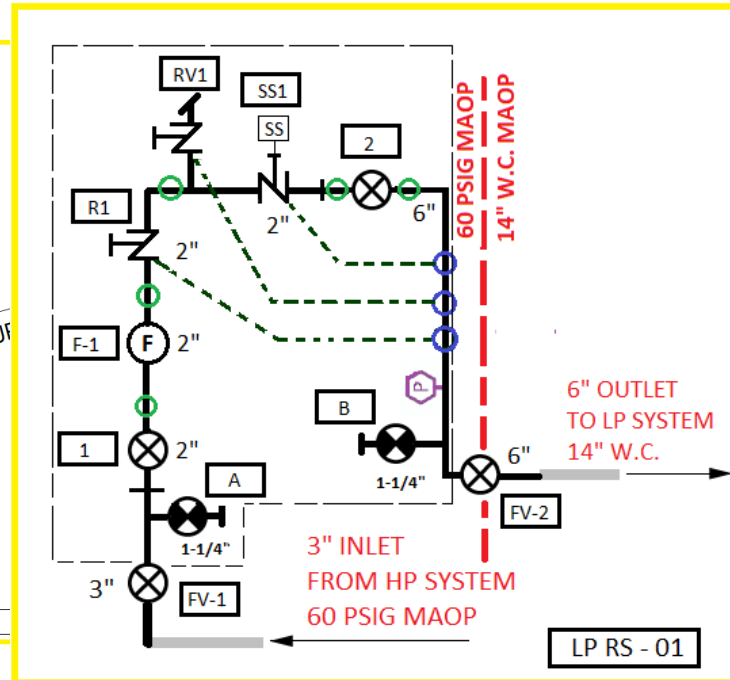 RV1
SS1
SS
2
R1
2"
2"
6"
60 PSIG MAOP
14" W.C. MAOP
F-1
F
2"
P
1
2"
B
1-1/4"
A
1-1/4"
6"
FV-2
6" OUTLET
TO LP SYSTEM
14" W.C.
3"
FV-1
3" INLET
FROM HP SYSTEM
60 PSIG MAOP
LP RS - 01